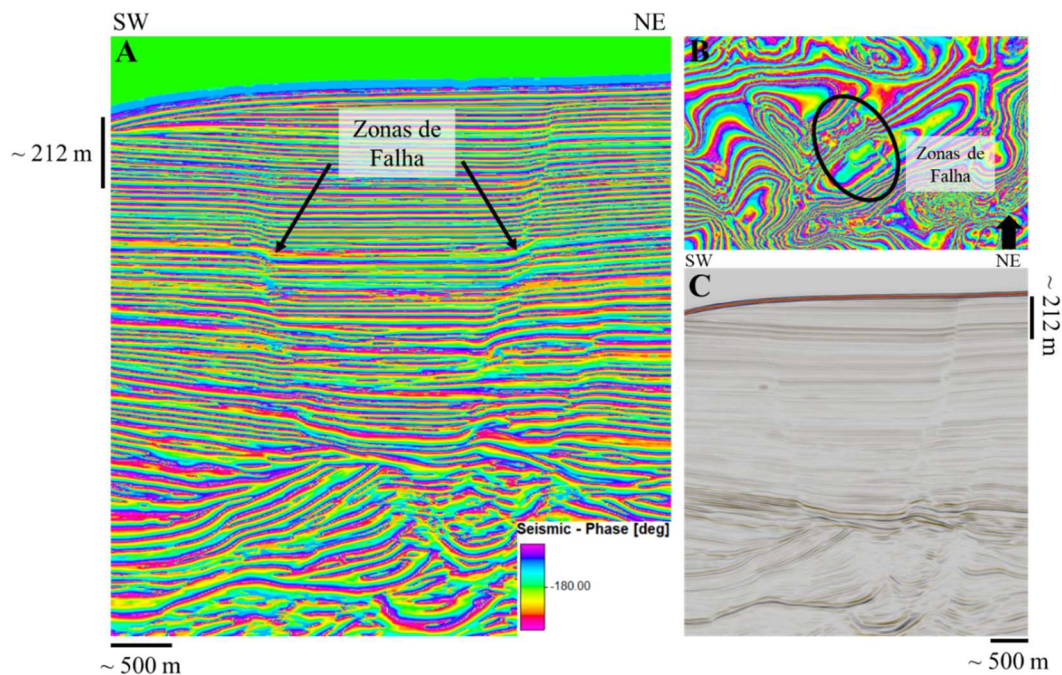 SW
NE
A
Zonas de
Falha
~ 212 m
Seismic - Phase [deg]
-180.00
~ 500 m
B
Zonas de
Falha
SW
NE
C
~ 212 m
~ 500 m